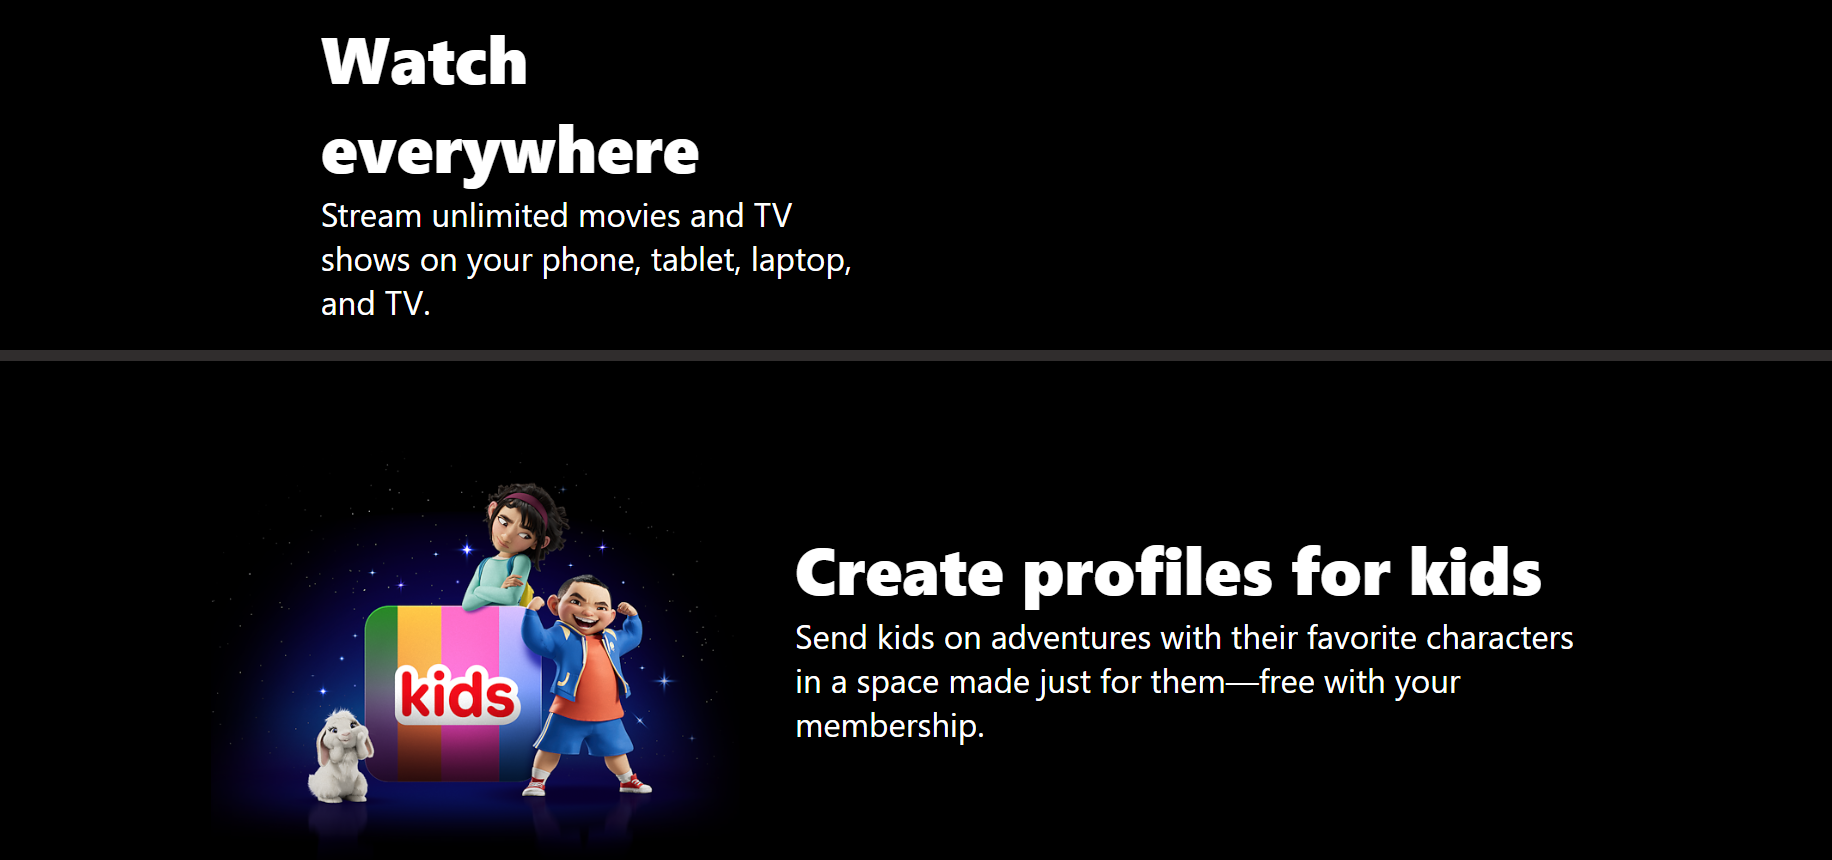 Watch
everywhere
Stream unlimited movies and TV
shows on your phone, tablet, laptop,
and TV.
Create profiles for kids
Send kids on adventures with their favorite characters
in a space made just for them—free with your
membership.
kids